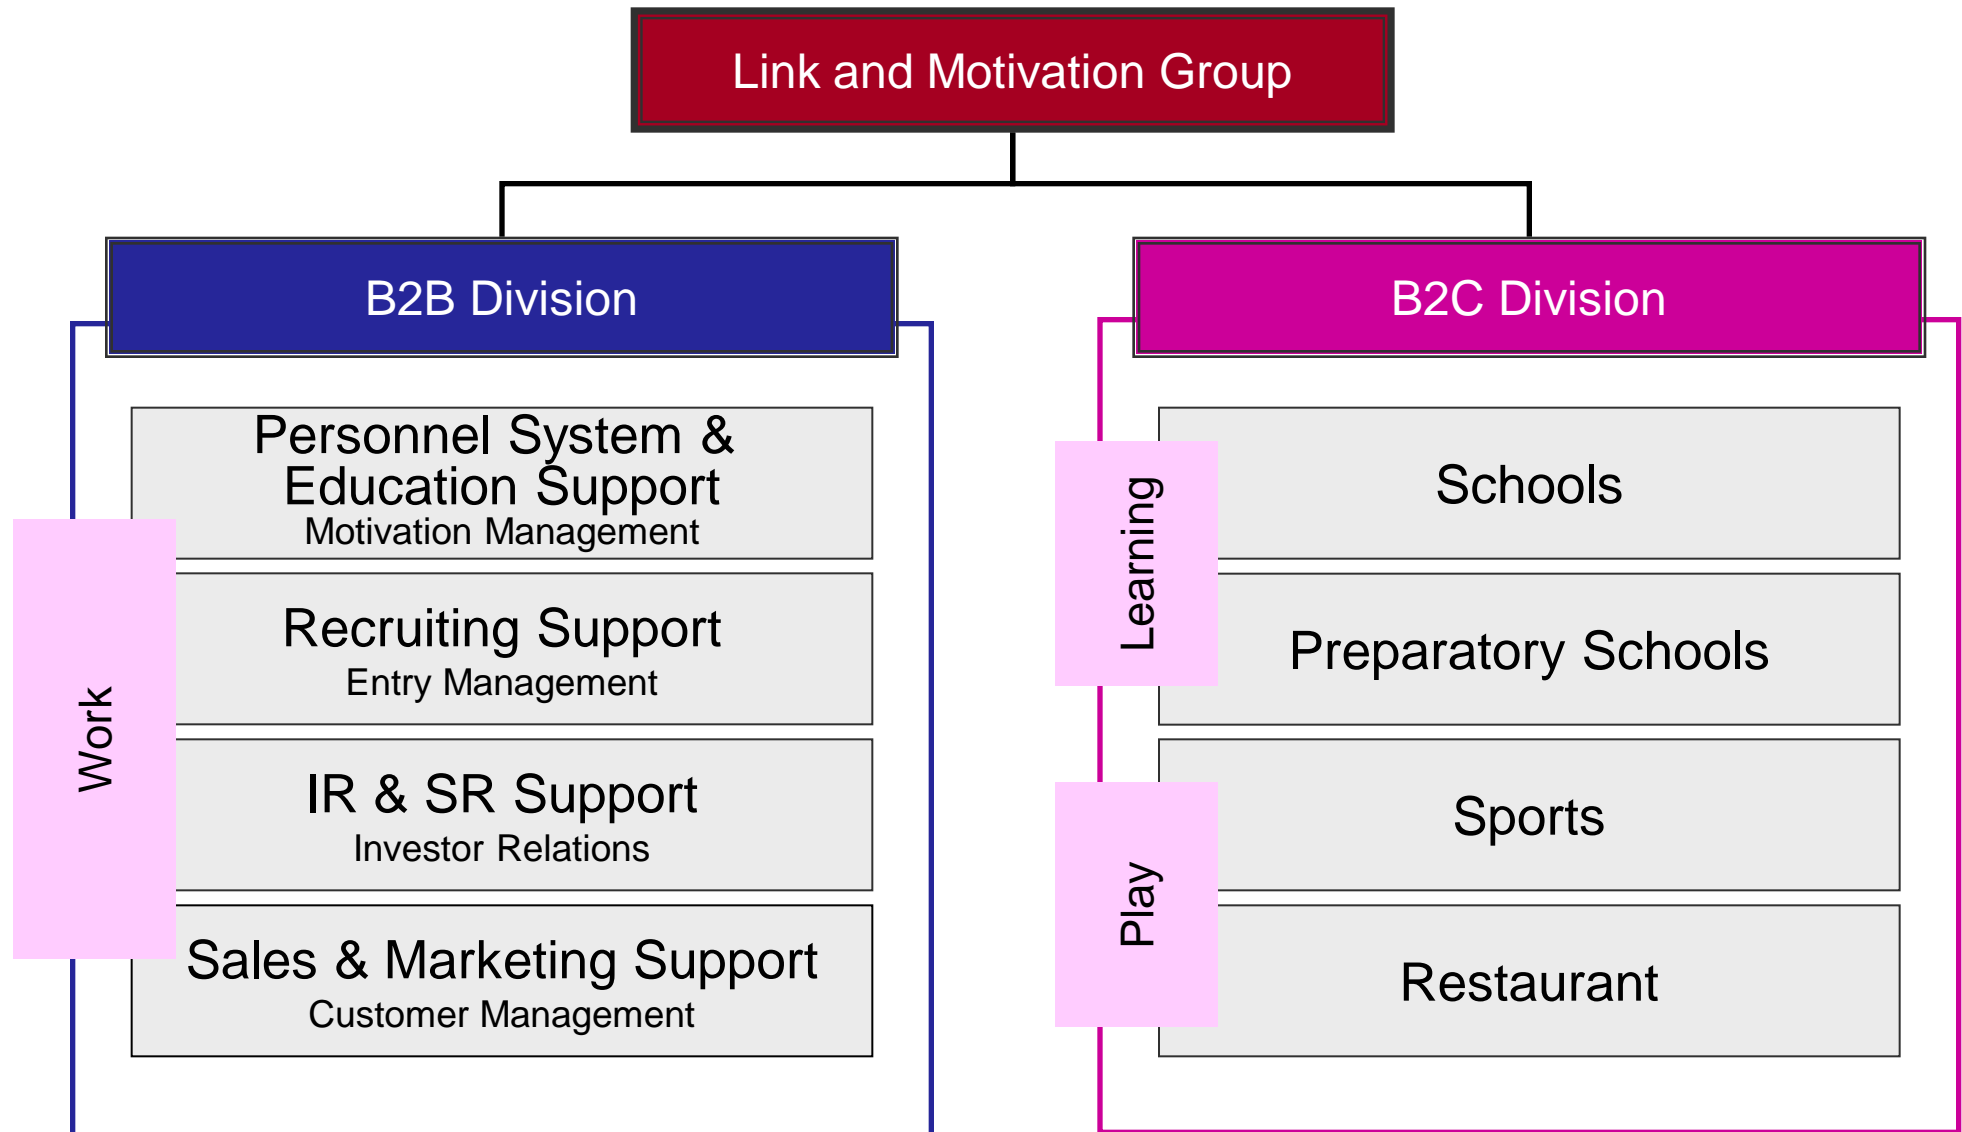 Link and Motivation Group
B2B Division
Work
Personnel System &
Education Support
Motivation Management
Recruiting Support
Entry Management
IR & SR Support
Investor Relations
Sales & Marketing Support
Customer Management
B2C Division
Learning
Schools
Preparatory Schools
Play
Sports
Restaurant